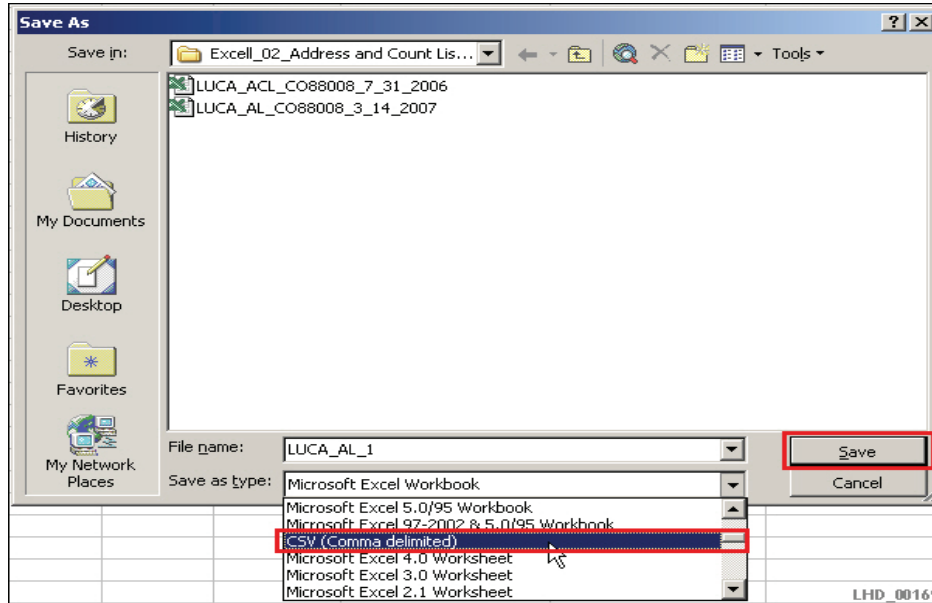 Save As
Save in:
Excell_02_Address and Count Lis...
Tools
LUCA_ACL_CO88008_7_31_2006
LUCA_AL_CO88008_3_14_2007
History
My Documents
Desktop
Favorites
My Network
Places
File name:
LUCA_AL_1
Save
Save as type:
Microsoft Excel Workbook
Cancel
Microsoft Excel 5.0/95 Workbook
Microsoft Excel 97-2002 & 5.0/95 Workbook
CSV (Comma delimited)
Microsoft Excel 4.0 Worksheet
Microsoft Excel 3.0 Worksheet
Microsoft Excel 2.1 Worksheet